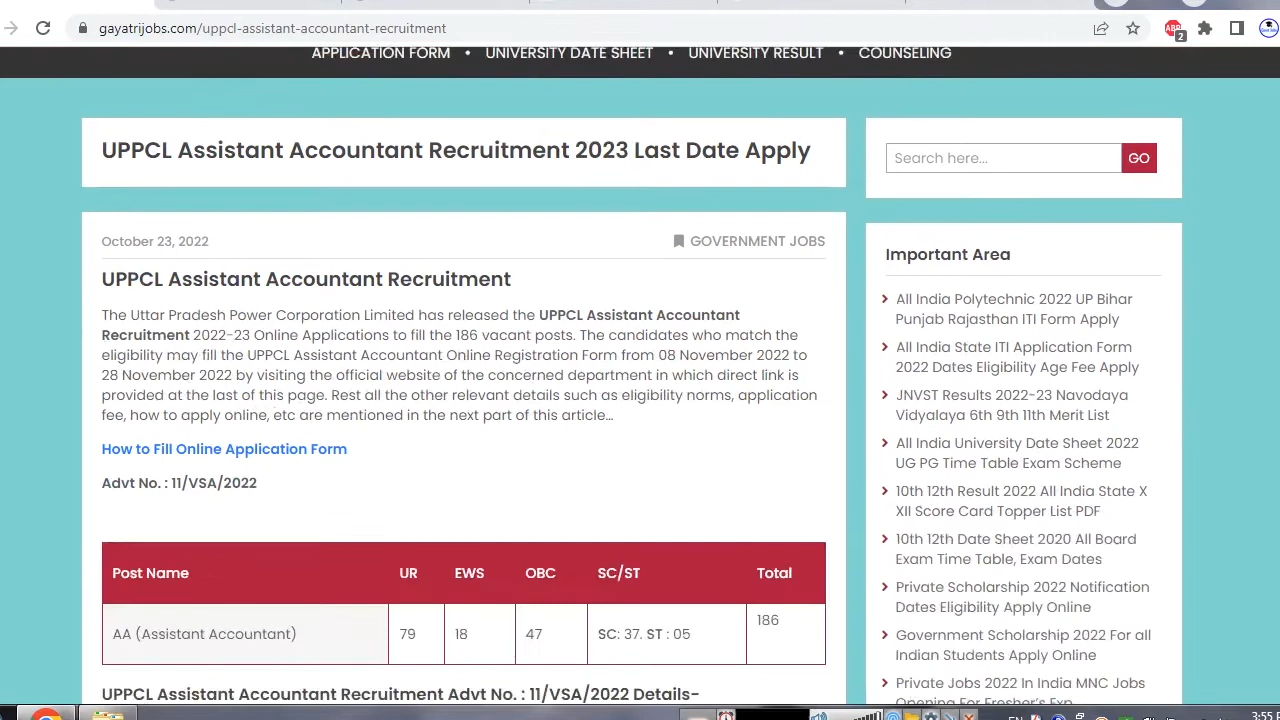 gayatrijobs.com/uppcl-assistant-accountant-recruitment
ABP
2
APPLICATION FORM • UNIVERSITY DATE SHEET • UNIVERSITY RESULT • COUNSELING
UPPCL Assistant Accountant Recruitment 2023 Last Date Apply
October 23, 2022
GOVERNMENT JOBS
UPPCL Assistant Accountant Recruitment
The Uttar Pradesh Power Corporation Limited has released the UPPCL Assistant Accountant
Recruitment 2022-23 Online Applications to fill the 186 vacant posts. The candidates who match the
eligibility may fill the UPPCL Assistant Accountant Online Registration Form from 08 November 2022 to
28 November 2022 by visiting the official website of the concerned department in which direct link is
provided at the last of this page. Rest all the other relevant details such as eligibility norms, application
fee, how to apply online, etc are mentioned in the next part of this article…
How to Fill Online Application Form
Advt No. : 11/VSA/2022
Post Name UR EWS OBC SC/ST Total
AA (Assistant Accountant) 79 18 47 SC: 37. ST : 05 186
UPPCL Assistant Accountant Recruitment Advt No. : 11/VSA/2022 Details-
Search here...
GO
Important Area
All India Polytechnic 2022 UP Bihar
Punjab Rajasthan ITI Form Apply
All India State ITI Application Form
2022 Dates Eligibility Age Fee Apply
JNVST Results 2022-23 Navodaya
Vidyalaya 6th 9th 11th Merit List
All India University Date Sheet 2022
UG PG Time Table Exam Scheme
10th 12th Result 2022 All India State X
XII Score Card Topper List PDF
10th 12th Date Sheet 2020 All Board
Exam Time Table, Exam Dates
Private Scholarship 2022 Notification
Dates Eligibility Apply Online
Government Scholarship 2022 For all
Indian Students Apply Online
Private Jobs 2022 In India MNC Jobs
Opening For Fresher's Exp
EN
3:55